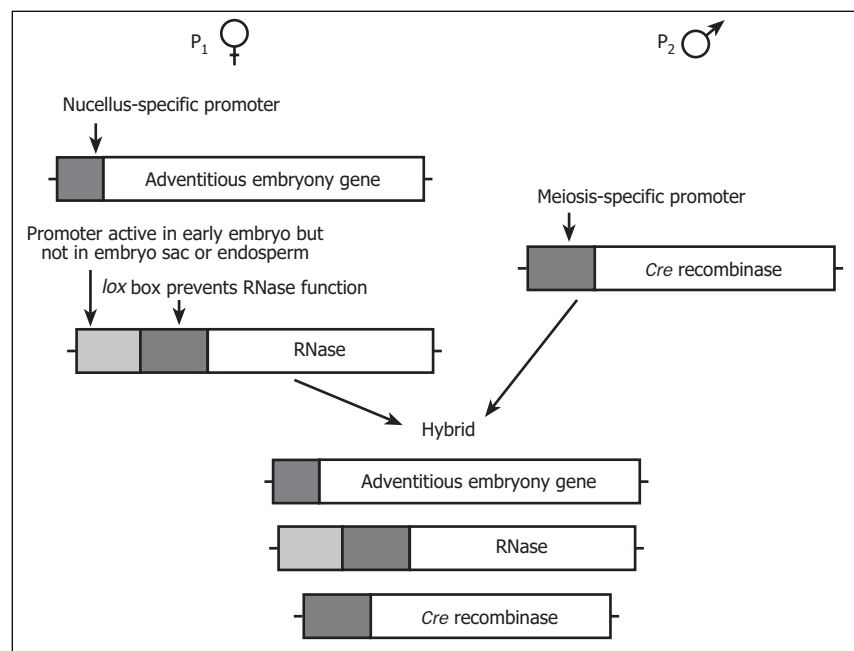 P1
P2
Nucellus-specific promoter
Adventitious embryony gene
Promoter active in early embryo but
not in embryo sac or endosperm
lox box prevents RNase function
RNase
Meiosis-specific promoter
Cre recombinase
Hybrid
Adventitious embryony gene
RNase
Cre recombinase